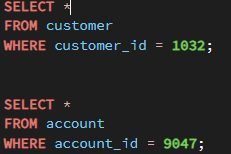 SELECT *
FROM customer
WHERE customer_id = 1032;
SELECT *
FROM account
WHERE account_id = 9047;